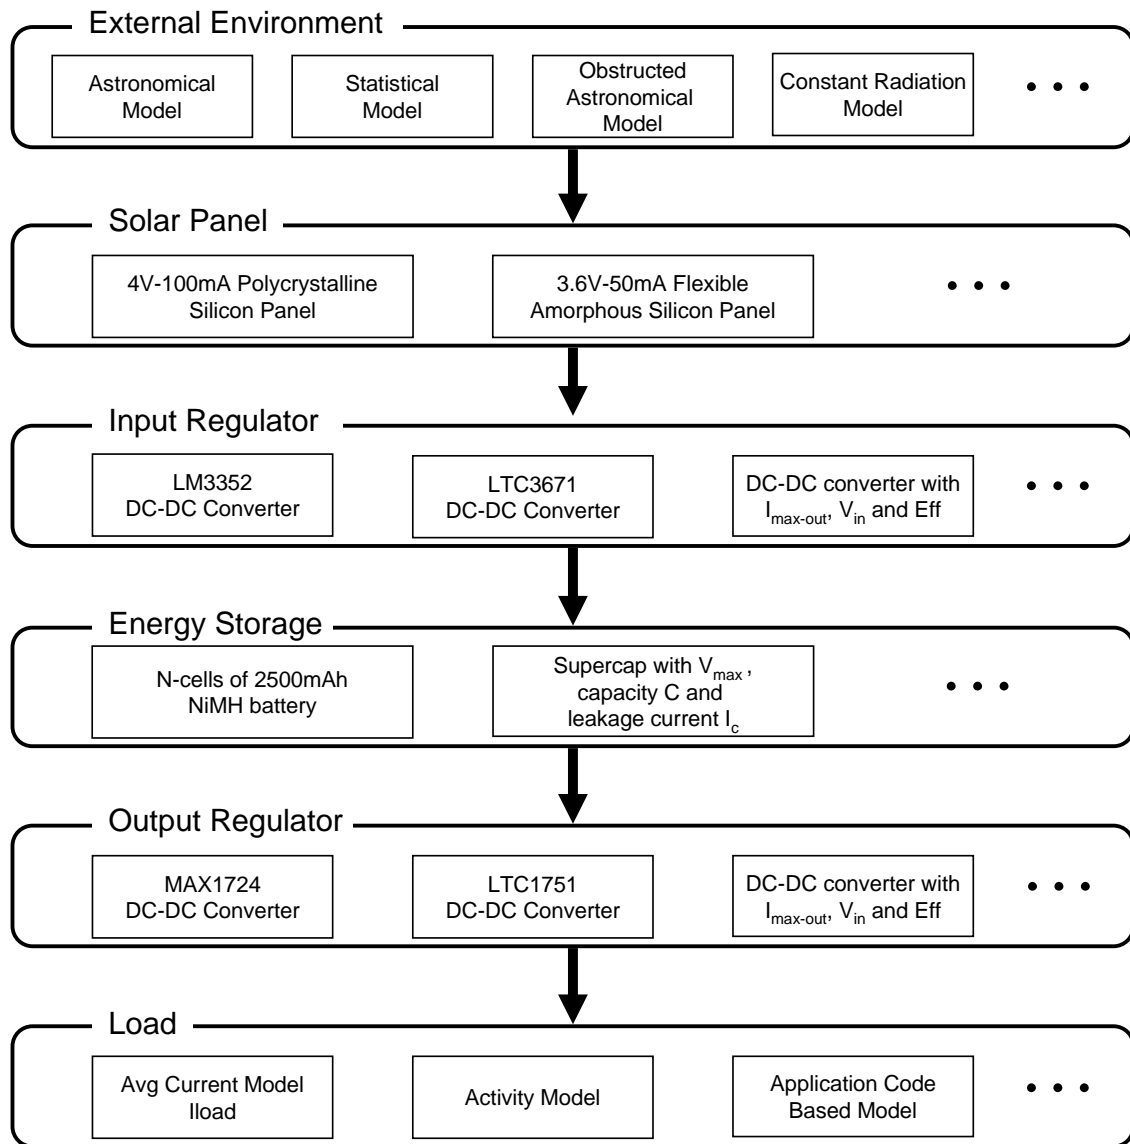 External Environment
Astronomical
Model
Statistical
Model
Obstructed
Astronomical
Model
Constant Radiation
Model
• • •
Solar Panel
4V-100mA Polycrystalline
Silicon Panel
3.6V-50mA Flexible
Amorphous Silicon Panel
• • •
Input Regulator
LM3352
DC-DC Converter
LTC3671
DC-DC Converter
DC-DC converter with
Imax-out, Vin and Eff
• • •
Energy Storage
N-cells of 2500mAh
NiMH battery
Supercap with Vmax ,
capacity C and
leakage current Ic
• • •
Output Regulator
MAX1724
DC-DC Converter
LTC1751
DC-DC Converter
DC-DC converter with
Imax-out, Vin and Eff
• • •
Load
Avg Current Model
Iload
Activity Model
Application Code
Based Model
• • •